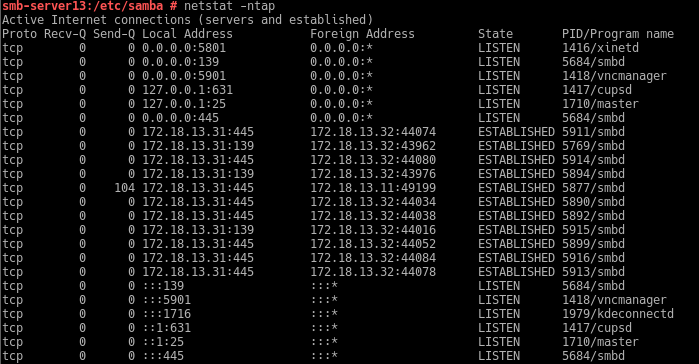 smb-server13:/etc/samba # netstat -ntap
Active Internet connections (servers and established)
Proto Recv-Q Send-Q Local Address           Foreign Address         State       PID/Program name
tcp        0      0 0.0.0.0:5801            0.0.0.0:*               LISTEN      1416/xinetd
tcp        0      0 0.0.0.0:139             0.0.0.0:*               LISTEN      5684/smbd
tcp        0      0 0.0.0.0:5901            0.0.0.0:*               LISTEN      1418/vncmanager
tcp        0      0 127.0.0.1:631           0.0.0.0:*               LISTEN      1417/cupsd
tcp        0      0 127.0.0.1:25            0.0.0.0:*               LISTEN      1710/master
tcp        0      0 0.0.0.0:445             0.0.0.0:*               LISTEN      5684/smbd
tcp        0      0 172.18.13.31:445        172.18.13.32:44074      ESTABLISHED 5911/smbd
tcp        0      0 172.18.13.31:139        172.18.13.32:43962      ESTABLISHED 5769/smbd
tcp        0      0 172.18.13.31:445        172.18.13.32:44080      ESTABLISHED 5914/smbd
tcp        0      0 172.18.13.31:139        172.18.13.32:43976      ESTABLISHED 5894/smbd
tcp        0    104 172.18.13.31:445        172.18.13.11:49199      ESTABLISHED 5877/smbd
tcp        0      0 172.18.13.31:445        172.18.13.32:44034      ESTABLISHED 5890/smbd
tcp        0      0 172.18.13.31:445        172.18.13.32:44038      ESTABLISHED 5892/smbd
tcp        0      0 172.18.13.31:139        172.18.13.32:44016      ESTABLISHED 5915/smbd
tcp        0      0 172.18.13.31:445        172.18.13.32:44052      ESTABLISHED 5899/smbd
tcp        0      0 172.18.13.31:445        172.18.13.32:44084      ESTABLISHED 5916/smbd
tcp        0      0 172.18.13.31:445        172.18.13.32:44078      ESTABLISHED 5913/smbd
tcp        0      0 :::139                  :::*                    LISTEN      5684/smbd
tcp        0      0 :::5901                 :::*                    LISTEN      1418/vncmanager
tcp        0      0 :::1716                 :::*                    LISTEN      1979/kdeconnectd
tcp        0      0 ::1:631                 :::*                    LISTEN      1417/cupsd
tcp        0      0 ::1:25                  :::*                    LISTEN      1710/master
tcp        0      0 :::445                  :::*                    LISTEN      5684/smbd